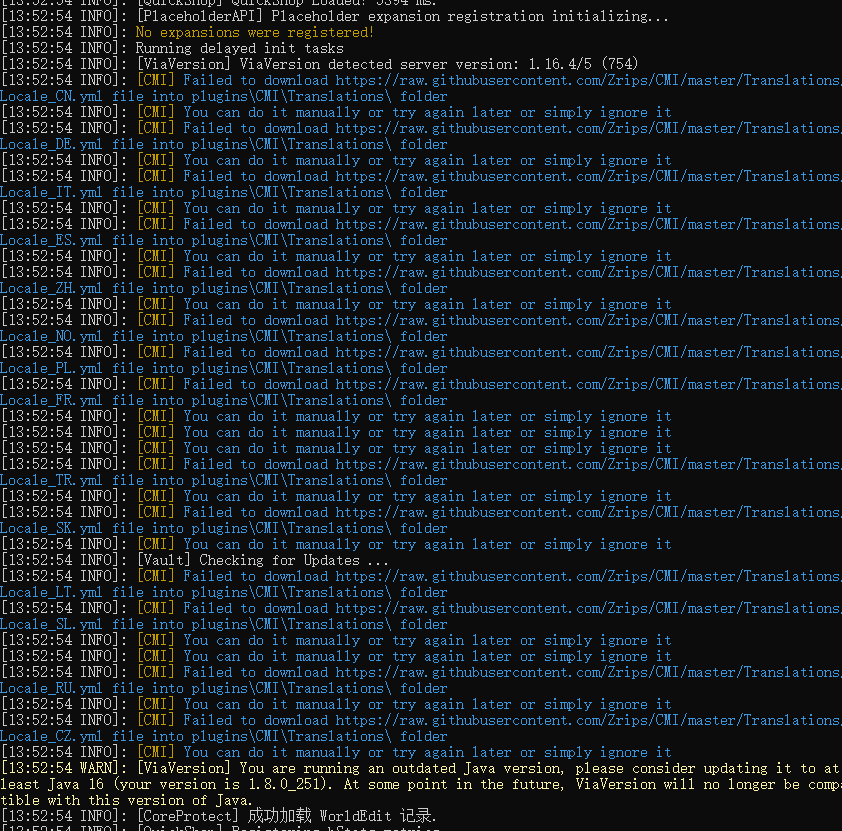 [13:52:54 INFO]: [QuickShop] QuickShop Loaded! 5394 ms.
[13:52:54 INFO]: [PlaceholderAPI] Placeholder expansion registration initializing...
[13:52:54 INFO]: No expansions were registered!
[13:52:54 INFO]: Running delayed init tasks
[13:52:54 INFO]: [ViaVersion] ViaVersion detected server version: 1.16.4/5 (754)
[13:52:54 INFO]: [CMI] Failed to download https://raw.githubusercontent.com/Zrips/CMI/master/Translations/
Locale_CN.yml file into plugins\CMI\Translations\ folder
[13:52:54 INFO]: [CMI] You can do it manually or try again later or simply ignore it
[13:52:54 INFO]: [CMI] Failed to download https://raw.githubusercontent.com/Zrips/CMI/master/Translations/
Locale_DE.yml file into plugins\CMI\Translations\ folder
[13:52:54 INFO]: [CMI] You can do it manually or try again later or simply ignore it
[13:52:54 INFO]: [CMI] Failed to download https://raw.githubusercontent.com/Zrips/CMI/master/Translations/
Locale_IT.yml file into plugins\CMI\Translations\ folder
[13:52:54 INFO]: [CMI] You can do it manually or try again later or simply ignore it
[13:52:54 INFO]: [CMI] Failed to download https://raw.githubusercontent.com/Zrips/CMI/master/Translations/
Locale_ES.yml file into plugins\CMI\Translations\ folder
[13:52:54 INFO]: [CMI] You can do it manually or try again later or simply ignore it
[13:52:54 INFO]: [CMI] Failed to download https://raw.githubusercontent.com/Zrips/CMI/master/Translations/
Locale_ZH.yml file into plugins\CMI\Translations\ folder
[13:52:54 INFO]: [CMI] You can do it manually or try again later or simply ignore it
[13:52:54 INFO]: [CMI] Failed to download https://raw.githubusercontent.com/Zrips/CMI/master/Translations/
Locale_NO.yml file into plugins\CMI\Translations\ folder
[13:52:54 INFO]: [CMI] Failed to download https://raw.githubusercontent.com/Zrips/CMI/master/Translations/
Locale_PL.yml file into plugins\CMI\Translations\ folder
[13:52:54 INFO]: [CMI] Failed to download https://raw.githubusercontent.com/Zrips/CMI/master/Translations/
Locale_FR.yml file into plugins\CMI\Translations\ folder
[13:52:54 INFO]: [CMI] You can do it manually or try again later or simply ignore it
[13:52:54 INFO]: [CMI] You can do it manually or try again later or simply ignore it
[13:52:54 INFO]: [CMI] You can do it manually or try again later or simply ignore it
[13:52:54 INFO]: [CMI] Failed to download https://raw.githubusercontent.com/Zrips/CMI/master/Translations/
Locale_TR.yml file into plugins\CMI\Translations\ folder
[13:52:54 INFO]: [CMI] You can do it manually or try again later or simply ignore it
[13:52:54 INFO]: [CMI] Failed to download https://raw.githubusercontent.com/Zrips/CMI/master/Translations/
Locale_SK.yml file into plugins\CMI\Translations\ folder
[13:52:54 INFO]: [CMI] You can do it manually or try again later or simply ignore it
[13:52:54 INFO]: [Vault] Checking for Updates ...
[13:52:54 INFO]: [CMI] Failed to download https://raw.githubusercontent.com/Zrips/CMI/master/Translations/
Locale_LT.yml file into plugins\CMI\Translations\ folder
[13:52:54 INFO]: [CMI] Failed to download https://raw.githubusercontent.com/Zrips/CMI/master/Translations/
Locale_SL.yml file into plugins\CMI\Translations\ folder
[13:52:54 INFO]: [CMI] You can do it manually or try again later or simply ignore it
[13:52:54 INFO]: [CMI] You can do it manually or try again later or simply ignore it
[13:52:54 INFO]: [CMI] Failed to download https://raw.githubusercontent.com/Zrips/CMI/master/Translations/
Locale_RU.yml file into plugins\CMI\Translations\ folder
[13:52:54 INFO]: [CMI] You can do it manually or try again later or simply ignore it
[13:52:54 INFO]: [CMI] Failed to download https://raw.githubusercontent.com/Zrips/CMI/master/Translations/
Locale_CZ.yml file into plugins\CMI\Translations\ folder
[13:52:54 INFO]: [CMI] You can do it manually or try again later or simply ignore it
[13:52:54 WARN]: [ViaVersion] You are running an outdated Java version, please consider updating it to at
least Java 16 (your version is 1.8.0_251). At some point in the future, ViaVersion will no longer be compa
tible with this version of Java.
[13:52:54 INFO]: [CoreProtect] 成功加载 WorldEdit 记录.
[13:52:54 INFO]: [QuickShop] Registering bStats metrics